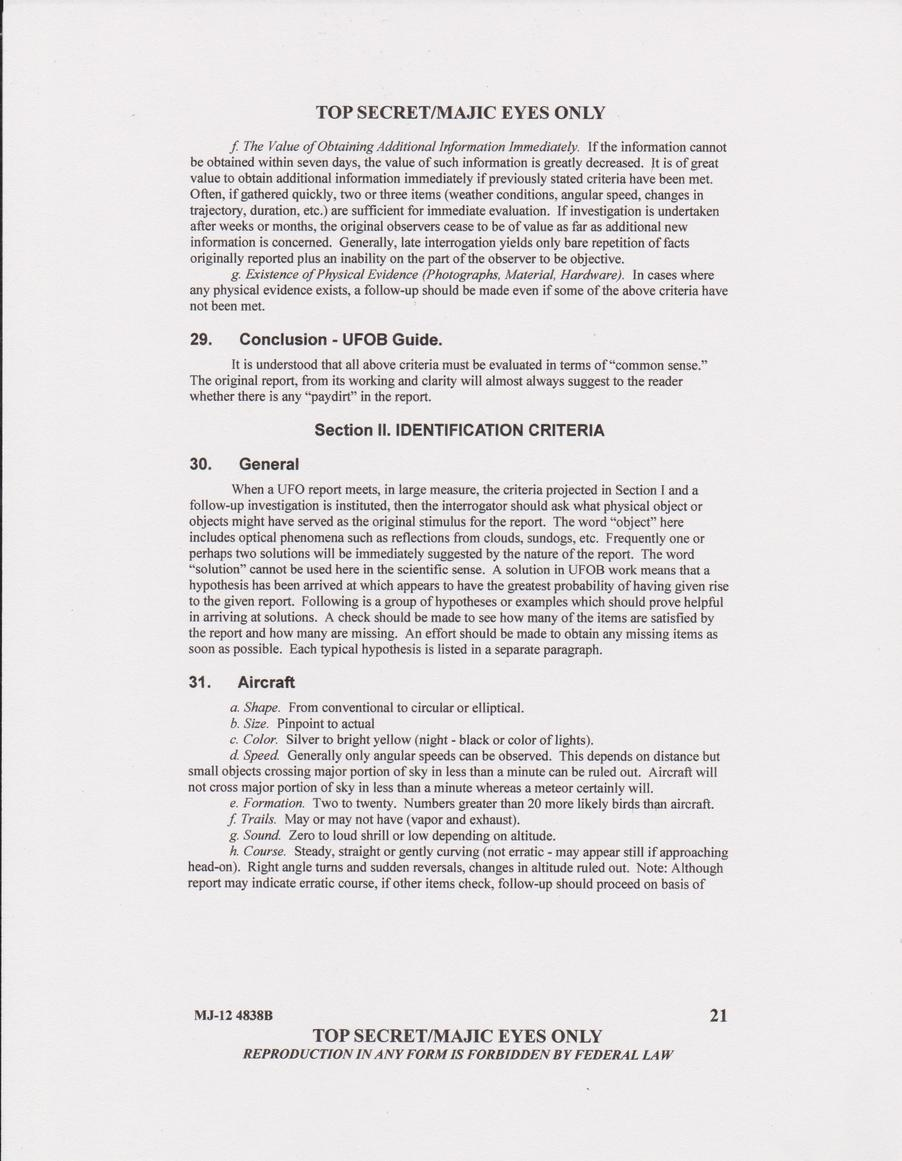 TOP SECRET/MAJIC EYES ONLY
f. The Value of Obtaining Additional Information Immediately. If the information cannot
be obtained within seven days, the value of such information is greatly decreased. It is of great
value to obtain additional information immediately if previously stated criteria have been met.
Often, if gathered quickly, two or three items (weather conditions, angular speed, changes in
trajectory, duration, etc.) are sufficient for immediate evaluation. If investigation is undertaken
after weeks or months, the original observers cease to be of value as far as additional new
information is concerned. Generally, late interrogation yields only bare repetition of facts
originally reported plus an inability on the part of the observer to be objective.
g. Existence of Physical Evidence (Photographs, Material, Hardware). In cases where
any physical evidence exists, a follow-up should be made even if some of the above criteria have
not been met.
29. Conclusion - UFOB Guide.
It is understood that all above criteria must be evaluated in terms of "common sense."
The original report, from its working and clarity will almost always suggest to the reader
whether there is any "paydirt" in the report.
Section II. IDENTIFICATION CRITERIA
30. General
When a UFO report meets, in large measure, the criteria projected in Section I and a
follow-up investigation is instituted, then the interrogator should ask what physical object or
objects might have served as the original stimulus for the report. The word "object" here
includes optical phenomena such as reflections from clouds, sundogs, etc. Frequently one or
perhaps two solutions will be immediately suggested by the nature of the report. The word
"solution" cannot be used here in the scientific sense. A solution in UFOB work means that a
hypothesis has been arrived at which appears to have the greatest probability of having given rise
to the given report. Following is a group of hypotheses or examples which should prove helpful
in arriving at solutions. A check should be made to see how many of the items are satisfied by
the report and how many are missing. An effort should be made to obtain any missing items as
soon as possible. Each typical hypothesis is listed in a separate paragraph.
31. Aircraft
a. Shape. From conventional to circular or elliptical.
b. Size. Pinpoint to actual
c. Color. Silver to bright yellow (night - black or color of lights).
d. Speed. Generally only angular speeds can be observed. This depends on distance but
small objects crossing major portion of sky in less than a minute can be ruled out. Aircraft will
not cross major portion of sky in less than a minute whereas a meteor certainly will.
e. Formation. Two to twenty. Numbers greater than 20 more likely birds than aircraft.
f. Trails. May or may not have (vapor and exhaust).
g. Sound. Zero to loud shrill or low depending on altitude.
h. Course. Steady, straight or gently curving (not erratic - may appear still if approaching
head-on). Right angle turns and sudden reversals, changes in altitude ruled out. Note: Although
report may indicate erratic course, if other items check, follow-up should proceed on basis of
MJ-12 4838B 21
TOP SECRET/MAJIC EYES ONLY
REPRODUCTION IN ANY FORM IS FORBIDDEN BY FEDERAL LAW